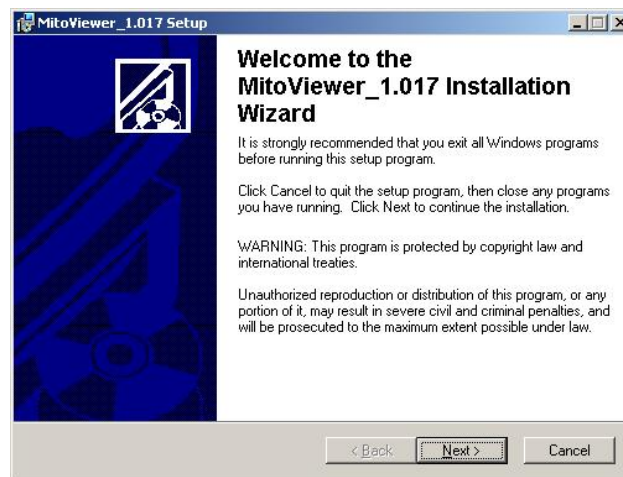 MitoViewer_1.017 Setup
Welcome to the
MitoViewer_1.017 Installation
Wizard
It is strongly recommended that you exit all Windows programs
before running this setup program.
Click Cancel to quit the setup program, then close any programs
you have running. Click Next to continue the installation.
WARNING: This program is protected by copyright law and
international treaties.
Unauthorized reproduction or distribution of this program, or any
portion of it, may result in severe civil and criminal penalties, and
will be prosecuted to the maximum extent possible under law.
< Back Next > Cancel